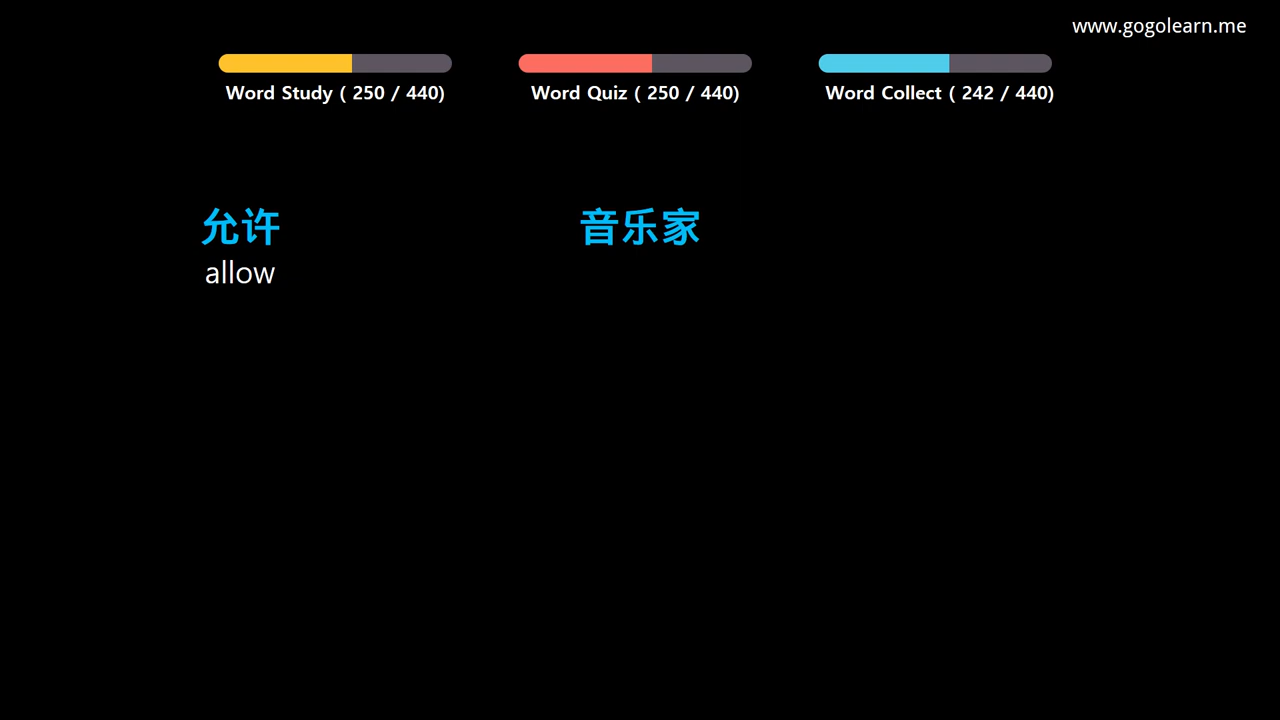 www.gogolearn.me
Word Study ( 250 / 440)
Word Quiz ( 250 / 440)
Word Collect ( 242 / 440)
允许
音乐家
allow